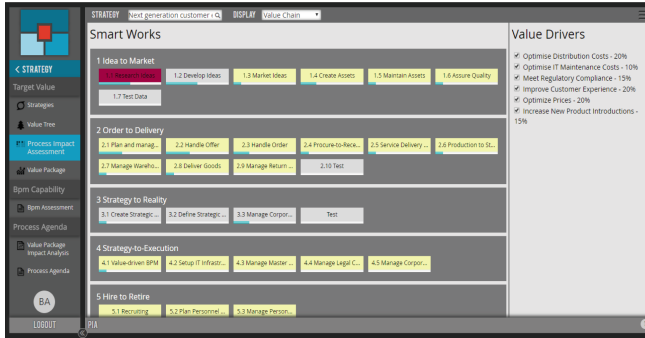 STRATEGY Next generation customer DISPLAY Value Chain
Smart Works
Value Drivers
< STRATEGY
Target Value
Strategies
Value Tree
Process Impact
Assessment
Value Package
Bpm Capability
Bpm Assessment
Process Agenda
Value Package
Impact Analysis
Process Agenda
BA
LOGOUT
1 Idea to Market
1.1 Research Ideas 1.2 Develop Ideas 1.3 Market Ideas 1.4 Create Assets 1.5 Maintain Assets 1.6 Assure Quality
1.7 Test Data
2 Order to Delivery
2.1 Plan and manag... 2.2 Handle Offer 2.3 Handle Order 2.4 Procure-to-Rece... 2.5 Service Delivery ... 2.6 Production to St...
2.7 Manage Wareho... 2.8 Deliver Goods 2.9 Manage Return ... 2.10 Test
3 Strategy to Reality
3.1 Create Strategic ... 3.2 Define Strategic ... 3.3 Manage Corpor... Test
4 Strategy-to-Execution
4.1 Value-driven BPM 4.2 Setup IT Infrastr... 4.3 Manage Master ... 4.4 Manage Legal C... 4.5 Manage Corpor...
5 Hire to Retire
5.1 Recruiting 5.2 Plan Personnel ... 5.3 Manage Person...
PIA
Optimise Distribution Costs - 20%
Optimise IT Maintenance Costs - 10%
Meet Regulatory Compliance - 15%
Improve Customer Experience - 20%
Optimize Prices - 20%
Increase New Product Introductions -
15%